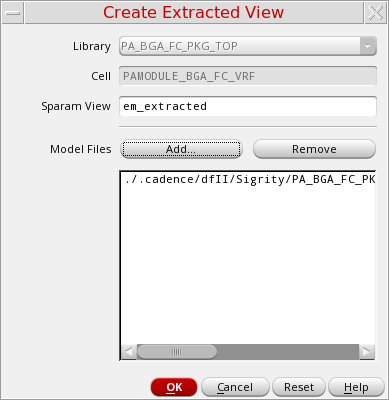 Create Extracted View
Library PA_BGA_FC_PKG_TOP
Cell PAMODULE_BGA_FC_VRF
Sparam View em_extracted
Model Files Add... Remove
./.cadence/dfII/Sigrity/PA_BGA_FC_PK
OK Cancel Reset Help